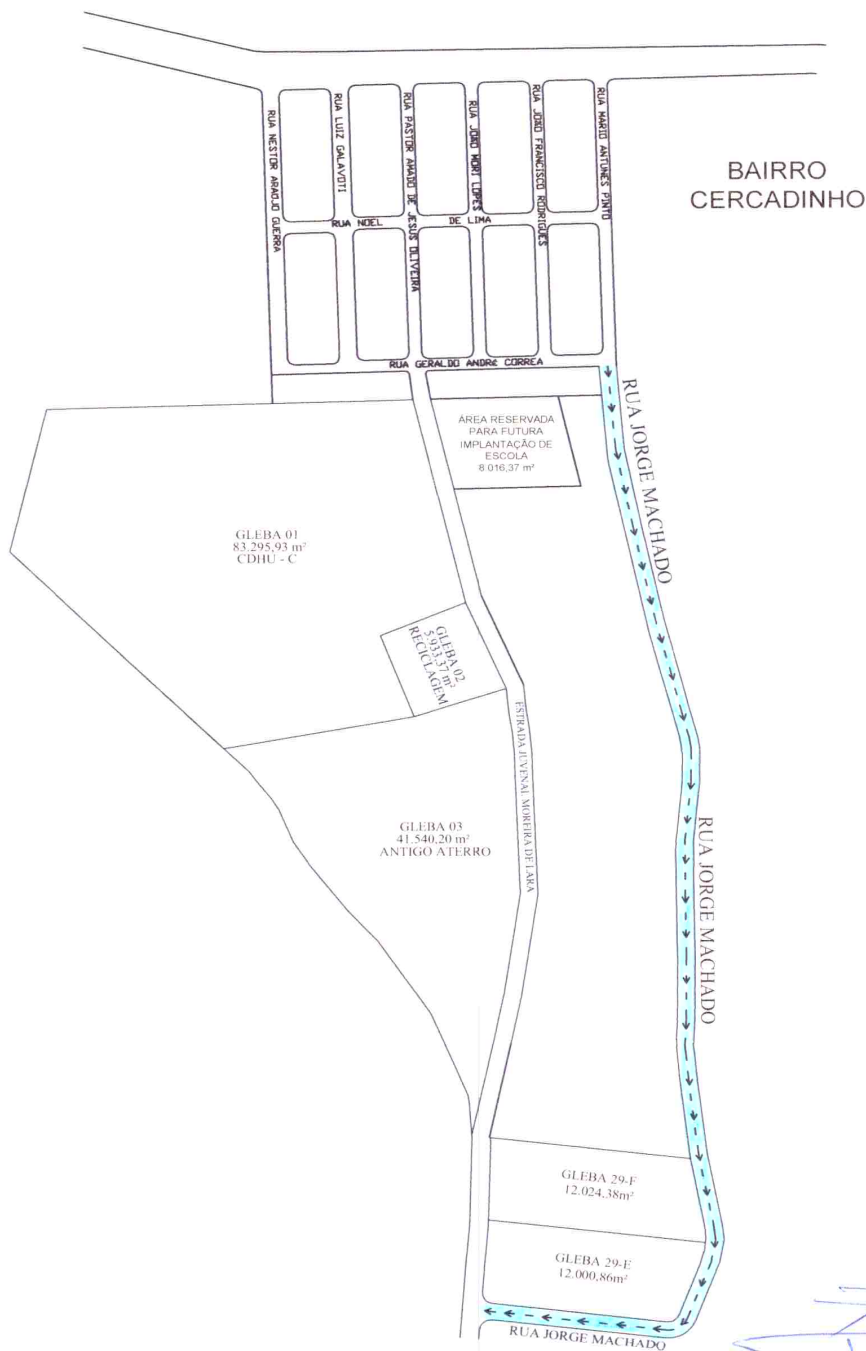 BAIRRO
CERCADINHO
RUA NESTOR ARAUJO GUERRA
RUA LUIZ GALAVOTI
RUA PASTOR AMADO DE JESUS OLIVEIRA
RUA JOÃO MORI LOPES
RUA JOÃO FRANCISCO RODRIGUES
RUA MARIO ANTUNES PINTO
RUA NOEL DE LIMA
RUA GERALDO ANDRÉ CORREA
RUA JORGE MACHADO
ÁREA RESERVADA
PARA FUTURA
IMPLANTAÇÃO DE
ESCOLA
8.016,37 m²
GLEBA 01
83.295,93 m²
CDHU - C
GLEBA 02
5.933,37 m²
RECICLAGEM
ESTRADA JUVENAL MOREIRA DE LARA
GLEBA 03
41.540,20 m²
ANTIGO ATERRO
RUA JORGE MACHADO
GLEBA 29-F
12.024,38m²
GLEBA 29-E
12.000,86m²
RUA JORGE MACHADO